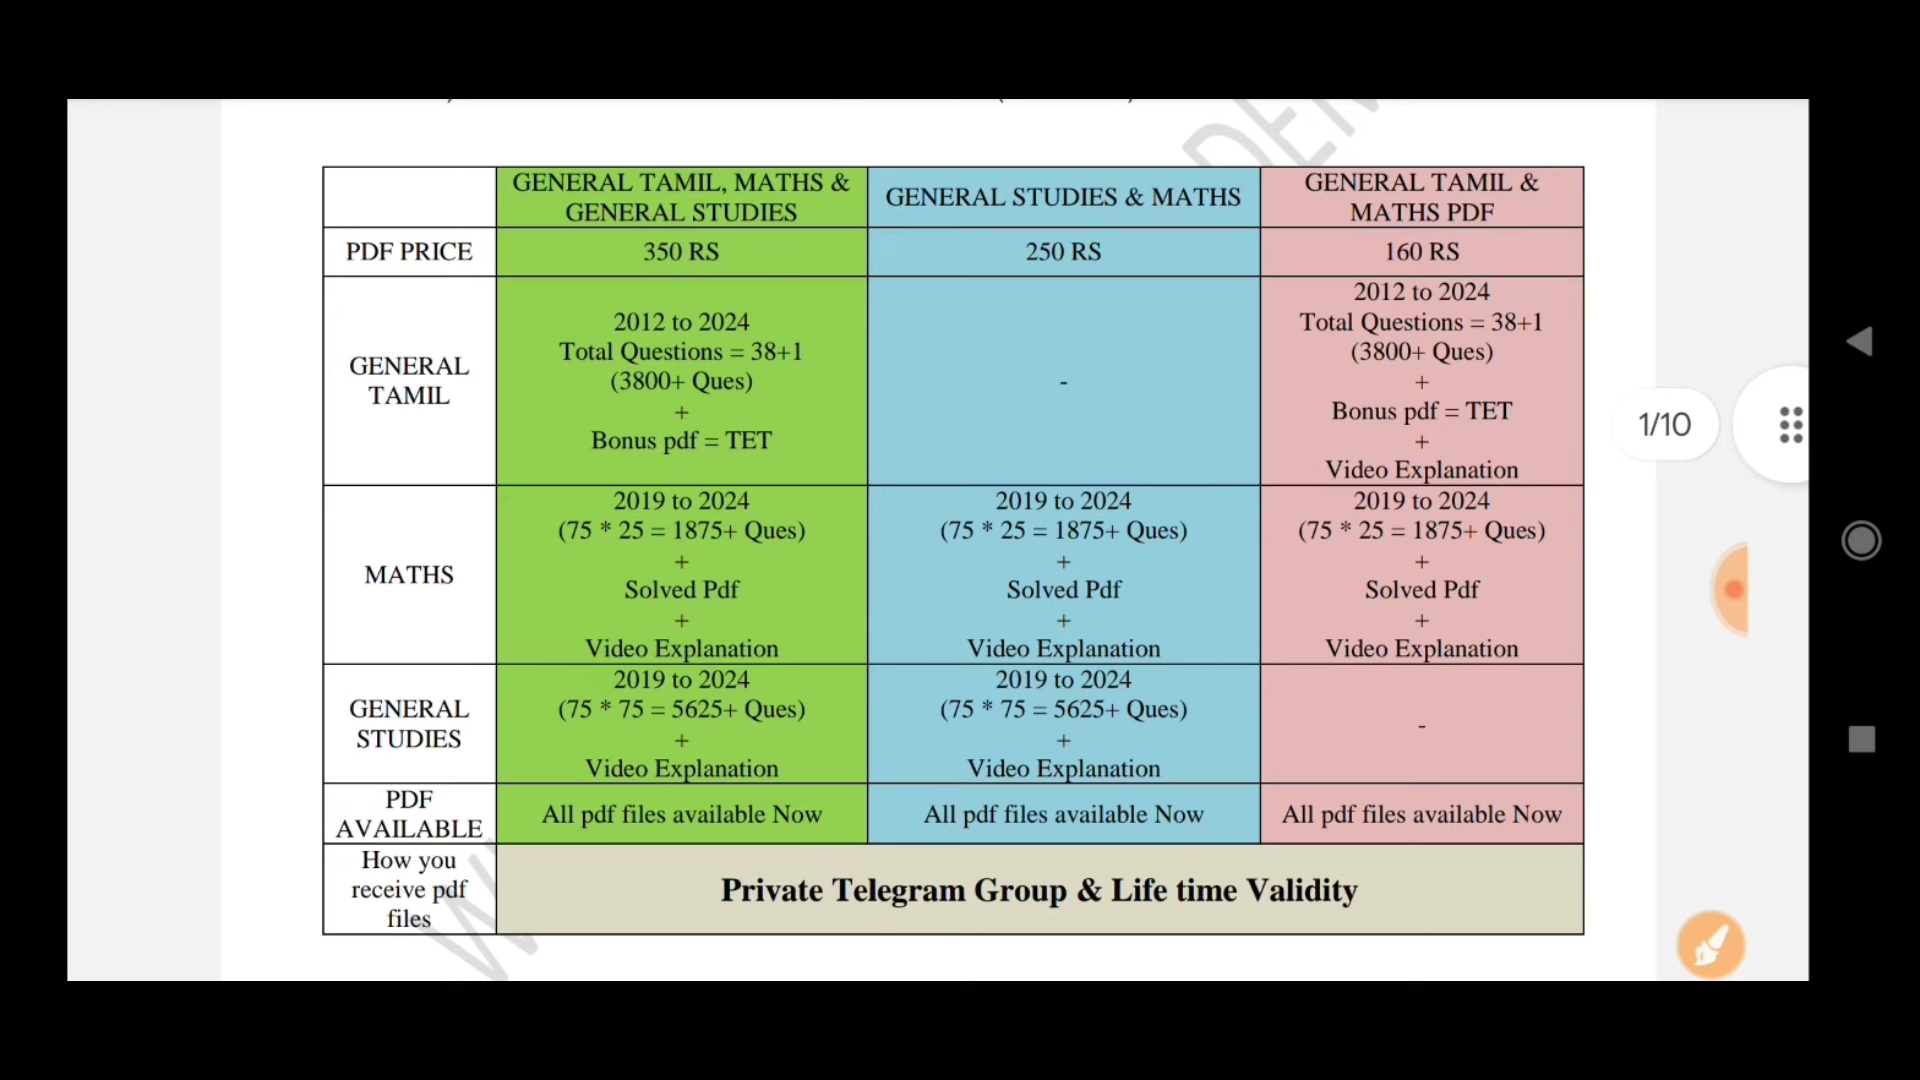 GENERAL TAMIL, MATHS &
GENERAL STUDIES
GENERAL STUDIES & MATHS
GENERAL TAMIL &
MATHS PDF
PDF PRICE
350 RS
250 RS
160 RS
GENERAL
TAMIL
2012 to 2024
Total Questions = 38+1
(3800+ Ques)
+
Bonus pdf = TET
-
2012 to 2024
Total Questions = 38+1
(3800+ Ques)
+
Bonus pdf = TET
+
Video Explanation
MATHS
2019 to 2024
(75 * 25 = 1875+ Ques)
+
Solved Pdf
+
Video Explanation
2019 to 2024
(75 * 25 = 1875+ Ques)
+
Solved Pdf
+
Video Explanation
2019 to 2024
(75 * 25 = 1875+ Ques)
+
Solved Pdf
+
Video Explanation
GENERAL
STUDIES
2019 to 2024
(75 * 75 = 5625+ Ques)
+
Video Explanation
2019 to 2024
(75 * 75 = 5625+ Ques)
+
Video Explanation
-
PDF
AVAILABLE
All pdf files available Now
All pdf files available Now
All pdf files available Now
How you
receive pdf
files
Private Telegram Group & Life time Validity
1/10